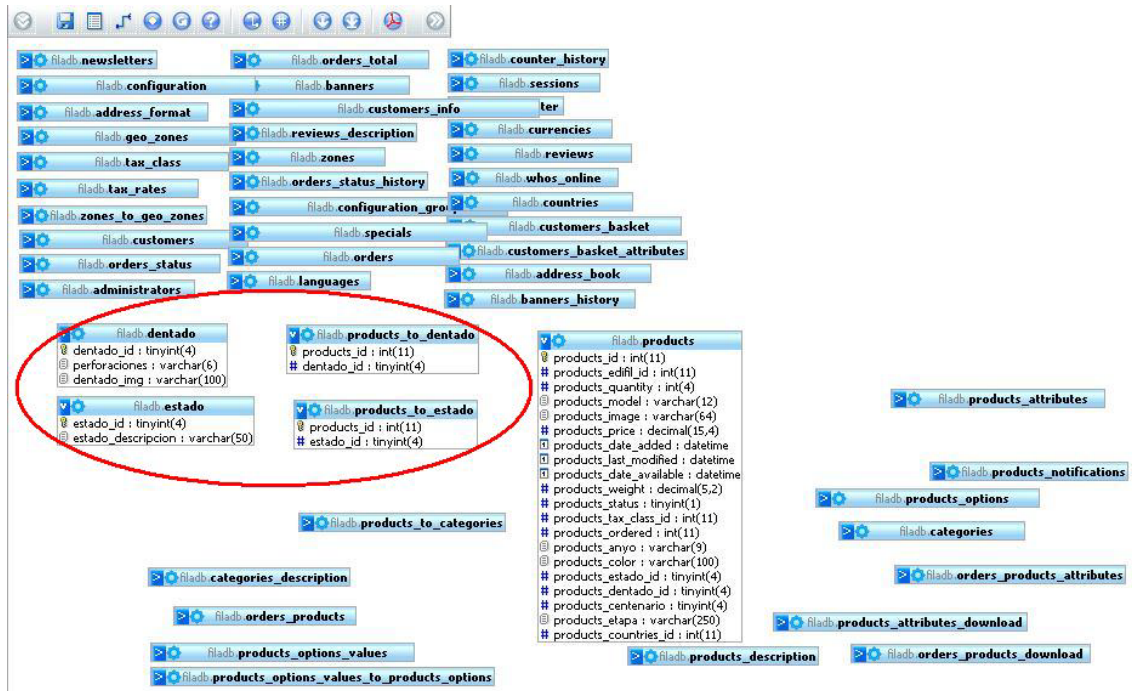 filadb.newsletters
filadb.orders_total
filadb.counter_history
filadb.configuration
filadb.banners
filadb.sessions
filadb.address_format
filadb.customers_info
ter
filadb.geo_zones
filadb.reviews_description
filadb.currencies
filadb.tax_class
filadb.zones
filadb.reviews
filadb.tax_rates
filadb.orders_status_history
filadb.whos_online
filadb.zones_to_geo_zones
filadb.configuration_grou
filadb.countries
filadb.customers
filadb.specials
filadb.customers_basket
filadb.orders_status
filadb.orders
filadb.customers_basket_attributes
filadb.administrators
filadb.languages
filadb.address_book
filadb.banners_history
filadb.dentado
dentado_id : tinyint(4)
perforaciones : varchar(6)
dentado_img : varchar(100)
filadb.products_to_dentado
products_id : int(11)
# dentado_id : tinyint(4)
filadb.estado
estado_id : tinyint(4)
estado_descripcion : varchar(50)
filadb.products_to_estado
products_id : int(11)
# estado_id : tinyint(4)
filadb.products
products_id : int(11)
# products_edifil_id : int(11)
# products_quantity : int(4)
products_model : varchar(12)
products_image : varchar(64)
# products_price : decimal(15,4)
products_date_added : datetime
products_last_modified : datetime
products_date_available : datetime
# products_weight : decimal(5,2)
# products_status : tinyint(1)
# products_tax_class_id : int(11)
# products_ordered : int(11)
products_anyo : varchar(9)
products_color : varchar(100)
# products_estado_id : tinyint(4)
# products_dentado_id : tinyint(4)
# products_centenario : tinyint(4)
products_etapa : varchar(250)
# products_countries_id : int(11)
filadb.products_attributes
filadb.products_notifications
filadb.products_options
filadb.products_to_categories
filadb.categories
filadb.categories_description
filadb.orders_products_attributes
filadb.orders_products
filadb.products_attributes_download
filadb.products_options_values
filadb.products_description
filadb.orders_products_download
filadb.products_options_values_to_products_options